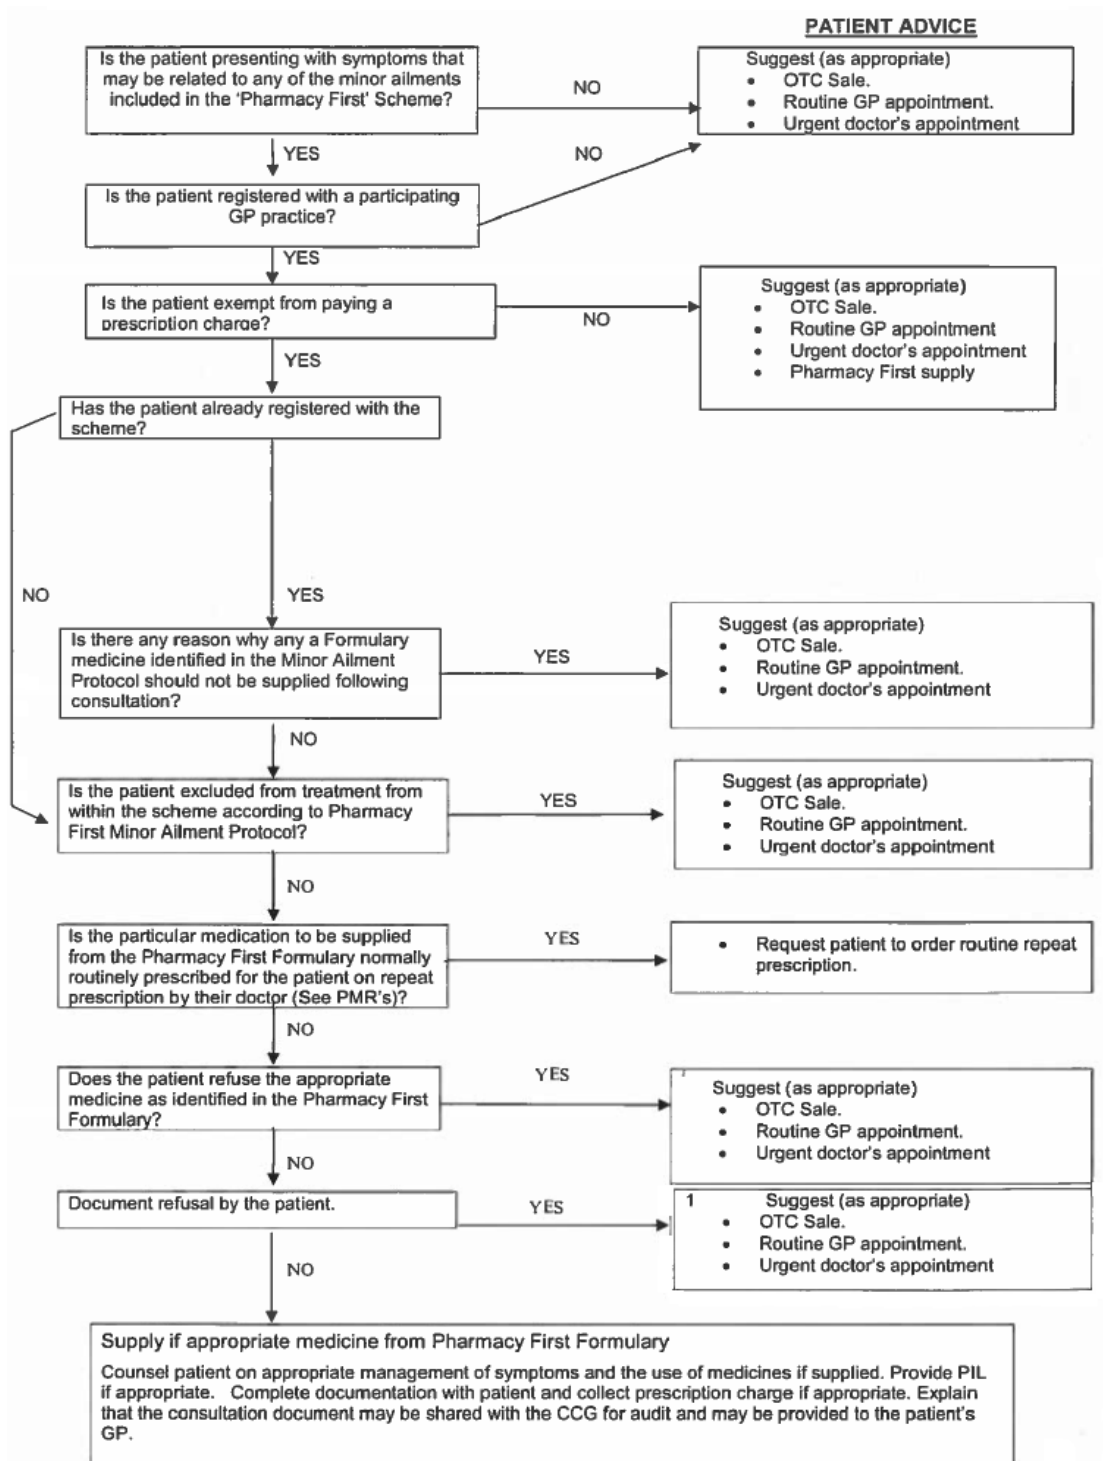 PATIENT ADVICE
Is the patient presenting with symptoms that
may be related to any of the minor ailments
included in the 'Pharmacy First' Scheme?
NO
Suggest (as appropriate)
• OTC Sale.
• Routine GP appointment.
• Urgent doctor's appointment
YES
NO
Is the patient registered with a participating
GP practice?
YES
Is the patient exempt from paying a
prescription charge?
NO
Suggest (as appropriate)
• OTC Sale.
• Routine GP appointment
• Urgent doctor's appointment
• Pharmacy First supply
YES
Has the patient already registered with the
scheme?
NO
YES
Is there any reason why any a Formulary
medicine identified in the Minor Ailment
Protocol should not be supplied following
consultation?
YES
Suggest (as appropriate)
• OTC Sale.
• Routine GP appointment.
• Urgent doctor's appointment
NO
Is the patient excluded from treatment from
within the scheme according to Pharmacy
First Minor Ailment Protocol?
YES
Suggest (as appropriate)
• OTC Sale.
• Routine GP appointment.
• Urgent doctor's appointment
NO
Is the particular medication to be supplied
from the Pharmacy First Formulary normally
routinely prescribed for the patient on repeat
prescription by their doctor (See PMR's)?
YES
• Request patient to order routine repeat
prescription.
NO
Does the patient refuse the appropriate
medicine as identified in the Pharmacy First
Formulary?
YES
Suggest (as appropriate)
• OTC Sale.
• Routine GP appointment.
• Urgent doctor's appointment
NO
Document refusal by the patient.
YES
1 Suggest (as appropriate)
• OTC Sale.
• Routine GP appointment.
• Urgent doctor's appointment
NO
Supply if appropriate medicine from Pharmacy First Formulary
Counsel patient on appropriate management of symptoms and the use of medicines if supplied. Provide PIL
if appropriate. Complete documentation with patient and collect prescription charge if appropriate. Explain
that the consultation document may be shared with the CCG for audit and may be provided to the patient's
GP.